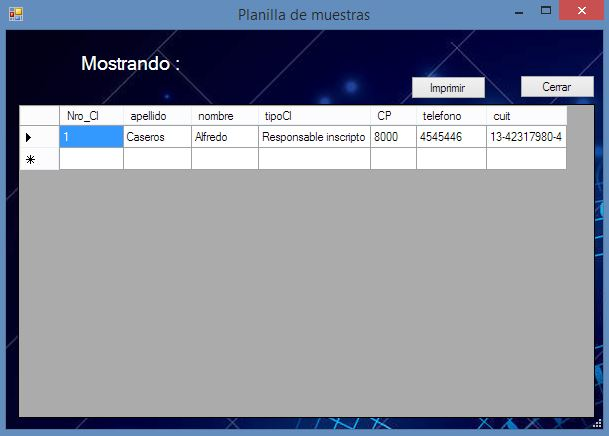 Planilla de muestras
Mostrando :
Imprimir Cerrar
Nro_Cl apellido nombre tipoCl CP telefono cuit
1 Caseros Alfredo Responsable inscripto 8000 4545446 13-42317980-4